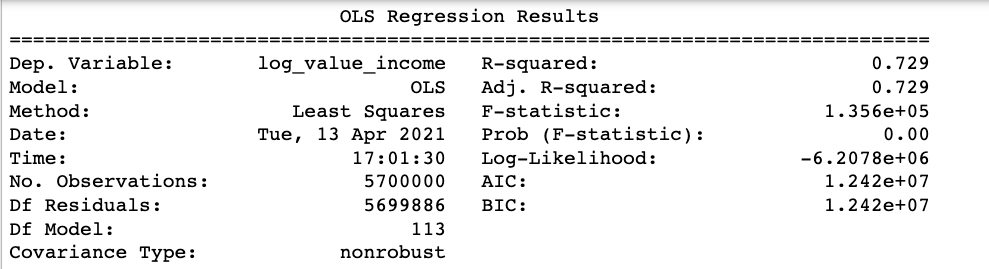 OLS Regression Results
==============================================================================
Dep. Variable: log_value_income R-squared: 0.729
Model: OLS Adj. R-squared: 0.729
Method: Least Squares F-statistic: 1.356e+05
Date: Tue, 13 Apr 2021 Prob (F-statistic): 0.00
Time: 17:01:30 Log-Likelihood: -6.2078e+06
No. Observations: 5700000 AIC: 1.242e+07
Df Residuals: 5699886 BIC: 1.242e+07
Df Model: 113
Covariance Type: nonrobust